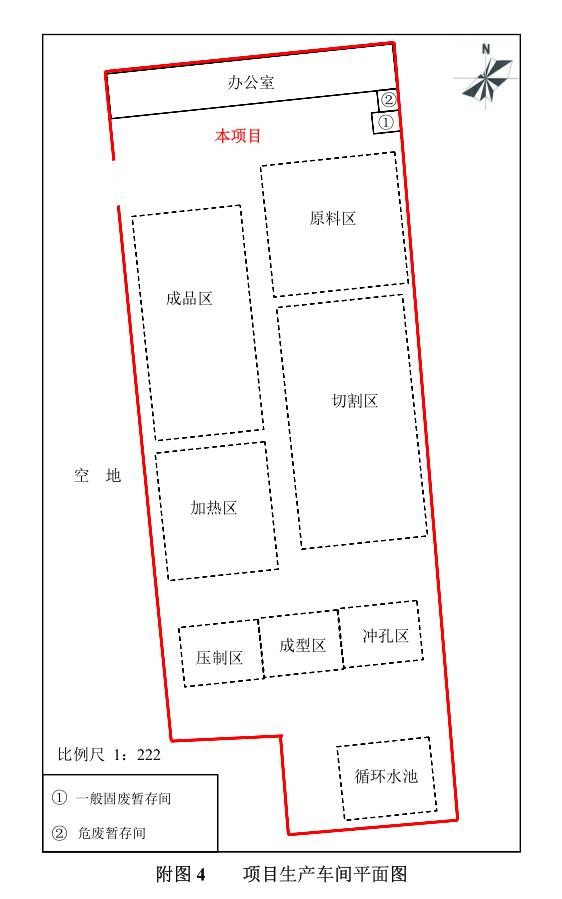 N
办公室
②
①
本项目
原料区
成品区
切割区
空 地
加热区
压制区
成型区
冲孔区
比例尺 1：222
循环水池
① 一般固废暂存间
② 危废暂存间
附图 4 项目生产车间平面图